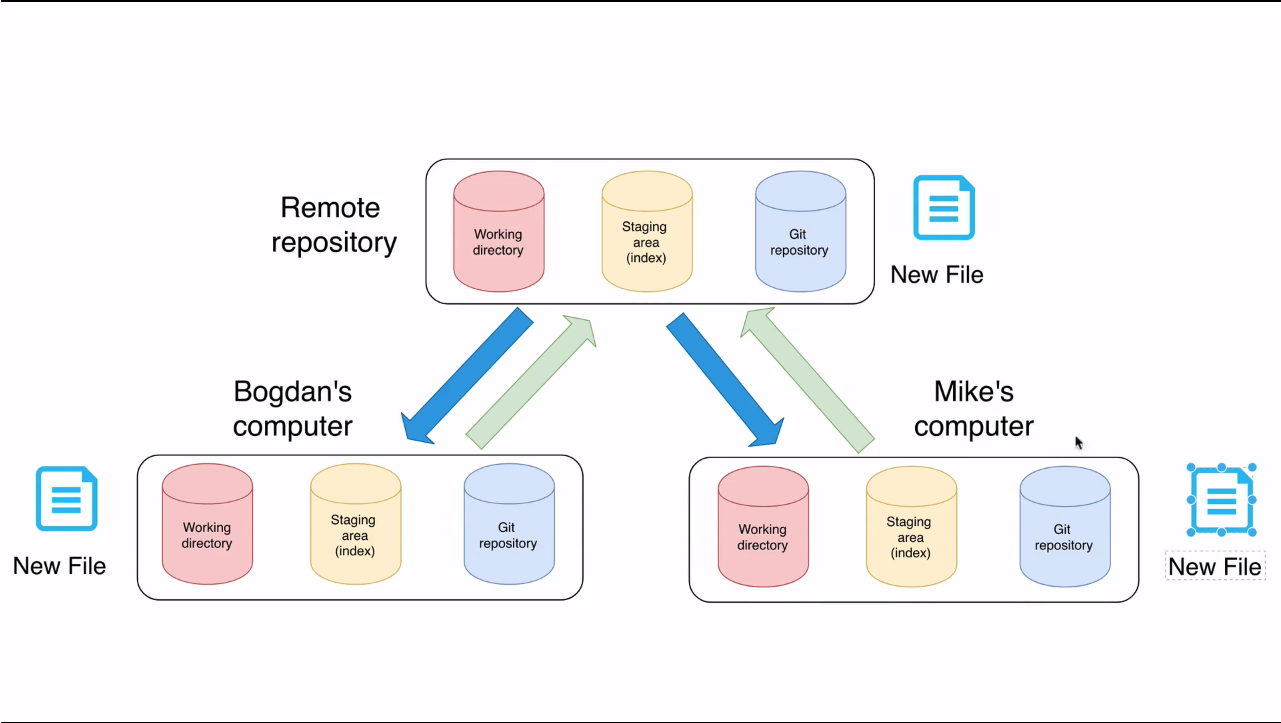 Remote
repository
Working
directory
Staging
area
(index)
Git
repository
New File
Bogdan's
computer
Mike's
computer
New File
Working
directory
Staging
area
(index)
Git
repository
Working
directory
Staging
area
(index)
Git
repository
New File